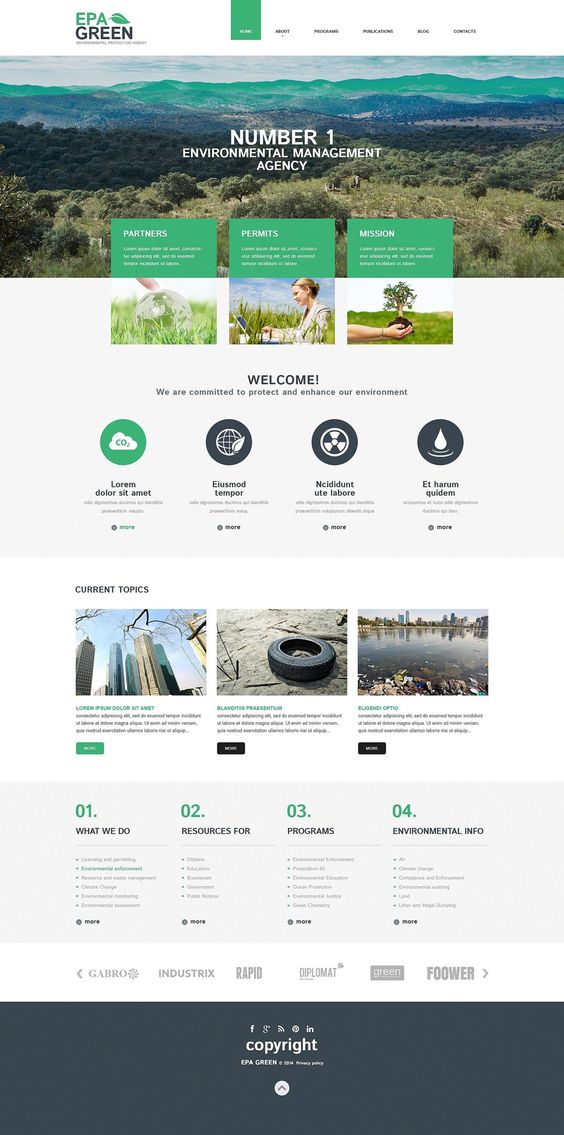 EPA
GREEN
ENVIRONMENTAL PROTECTION AGENCY
HOME ABOUT PROGRAMS PUBLICATIONS BLOG CONTACTS
NUMBER 1
ENVIRONMENTAL MANAGEMENT
AGENCY
PARTNERS
Lorem ipsum dolor sit amet, consecte-
tur adipisicing elit, sed do eiusmod
tempor incididunt ut labore.
PERMITS
Lorem ipsum dolor sit amet, consect-
etur adipisicing elit, sed do eiusmod
tempor incididunt ut labore.
MISSION
Lorem ipsum dolor sit amet, consect-
etur adipisicing elit, sed do eiusmod
tempor incididunt ut labore.
WELCOME!
We are committed to protect and enhance our environment
CO2
Lorem
dolor sit amet
odio dignissimos ducimus qui blanditiis
praesentium volupta.
more
Eiusmod
tempor
odio dignissimos ducimus qui blanditiis
praesentium volup.
more
Ncididunt
ute labore
odio dignissimos ducimus qui blanditiis
praesentium voluptatum deleniti atque
more
Et harum
quidem
accusamus et iusto odio dignissimos
ducimus qui blan.
more
CURRENT TOPICS
LOREM IPSUM DOLOR SIT AMET
consectetur adipisicing elit, sed do eiusmod tempor incididunt
ut labore et dolore magna aliqua. Ut enim ad minim veniam,
quis nostrud exercitation ullamco laboris nisi ut aliquip...
MORE
BLANDITIIS PRAESENTIUM
consectetur adipisicing elit, sed do eiusmod tempor incididunt
ut labore et dolore magna aliqua. Ut enim ad minim veniam,
quis nostrud exercitation ullamco laboris nisi ut aliquip...
MORE
ELIGENDI OPTIO
consectetur adipisicing elit, sed do eiusmod tempor incididunt
ut labore et dolore magna aliqua. Ut enim ad minim veniam,
quis nostrud exercitation ullamco laboris nisi ut aliquip...
MORE
01.
WHAT WE DO
Licensing and permitting
Environmental enforcement
Resource and waste management
Climate Change
Environmental monitoring
Environmental assessment
more
02.
RESOURCES FOR
Citizens
Educators
Businesses
Government
Public Notices
more
03.
PROGRAMS
Environmental Enforcement
Proposition 65
Environmental Education
Ocean Protection
Environmental Justice
Green Chemistry
more
04.
ENVIRONMENTAL INFO
Air
Climate change
Compliance and Enforcement
Environmental auditing
Land
Litter and Illegal Dumping
more
GABRO INDUSTRIX RAPID DIPLOMAT green FOOWER
copyright
EPA GREEN © 2014 Privacy policy